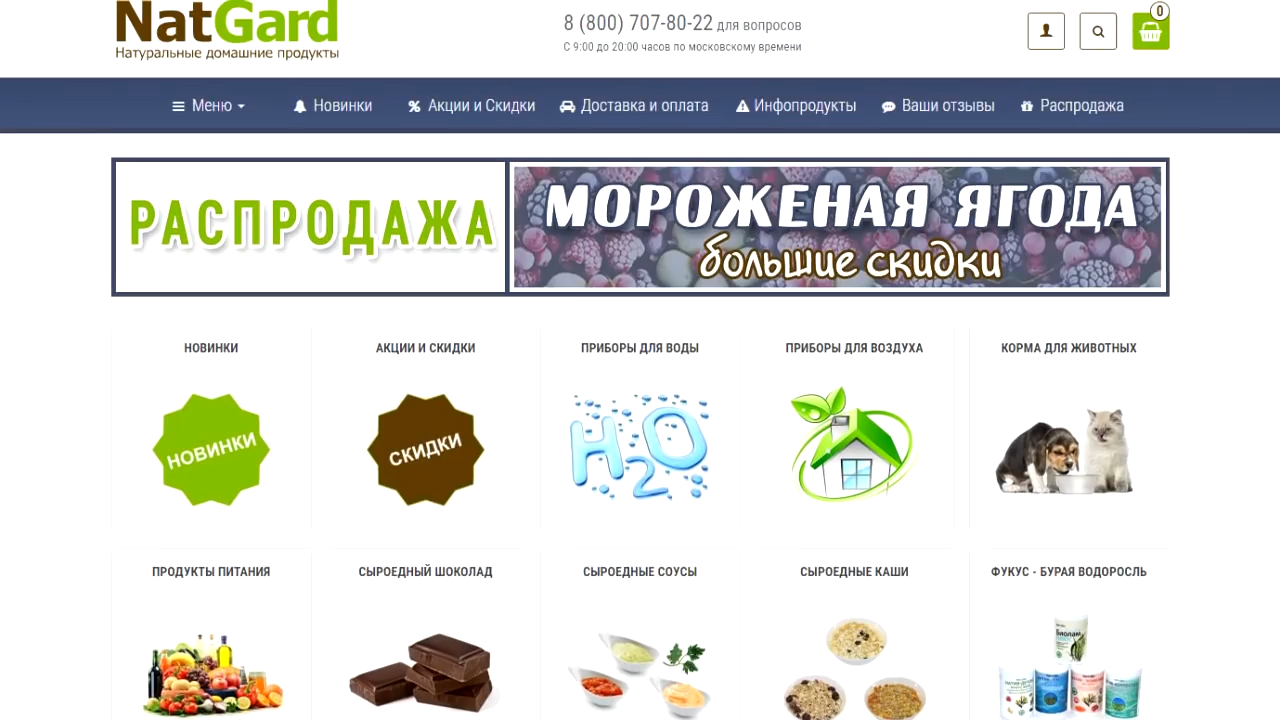 NatGard
Натуральные домашние продукты
8 (800) 707-80-22 для вопросов
С 9:00 до 20:00 часов по московскому времени
0
Меню
Новинки
Акции и Скидки
Доставка и оплата
Инфопродукты
Ваши отзывы
Распродажа
РАСПРОДАЖА
МОРОЖЕНАЯ ЯГОДА
большие скидки
НОВИНКИ
АКЦИИ И СКИДКИ
ПРИБОРЫ ДЛЯ ВОДЫ
ПРИБОРЫ ДЛЯ ВОЗДУХА
КОРМА ДЛЯ ЖИВОТНЫХ
НОВИНКИ
СКИДКИ
H2O
ПРОДУКТЫ ПИТАНИЯ
СЫРОЕДНЫЙ ШОКОЛАД
СЫРОЕДНЫЕ СОУСЫ
СЫРОЕДНЫЕ КАШИ
ФУКУС - БУРАЯ ВОДОРОСЛЬ